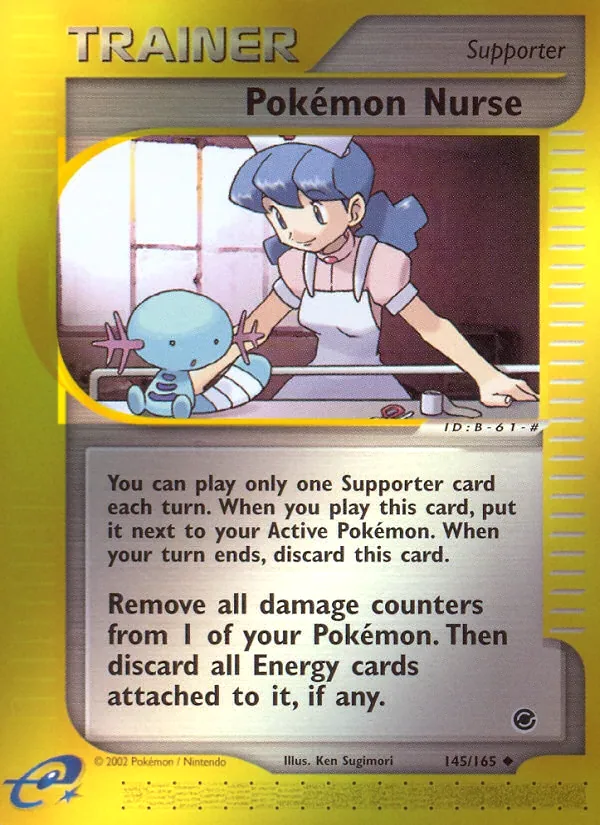 TRAINER
Supporter
Pokémon Nurse
ID:B-61-#
You can play only one Supporter card
each turn. When you play this card, put
it next to your Active Pokémon. When
your turn ends, discard this card.
Remove all damage counters
from 1 of your Pokémon. Then
discard all Energy cards
attached to it, if any.
© 2002 Pokémon / Nintendo
Illus. Ken Sugimori
145/165 ◆
e